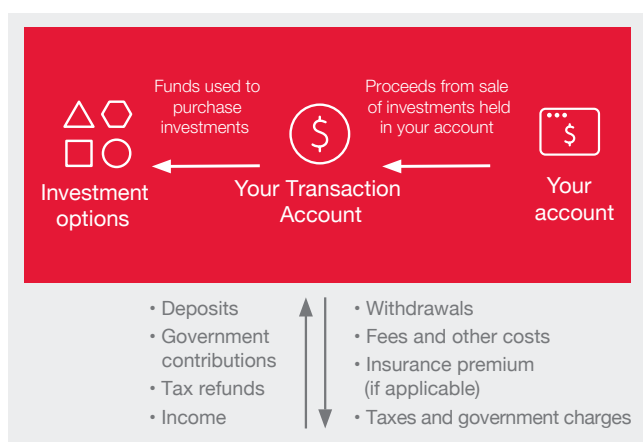 Funds used to
purchase
investments
Proceeds from sale
of investments held
in your account
$
$
Investment
options
Your Transaction
Account
Your
account
• Deposits
• Government
contributions
• Tax refunds
• Income
• Withdrawals
• Fees and other costs
• Insurance premium
(if applicable)
• Taxes and government charges